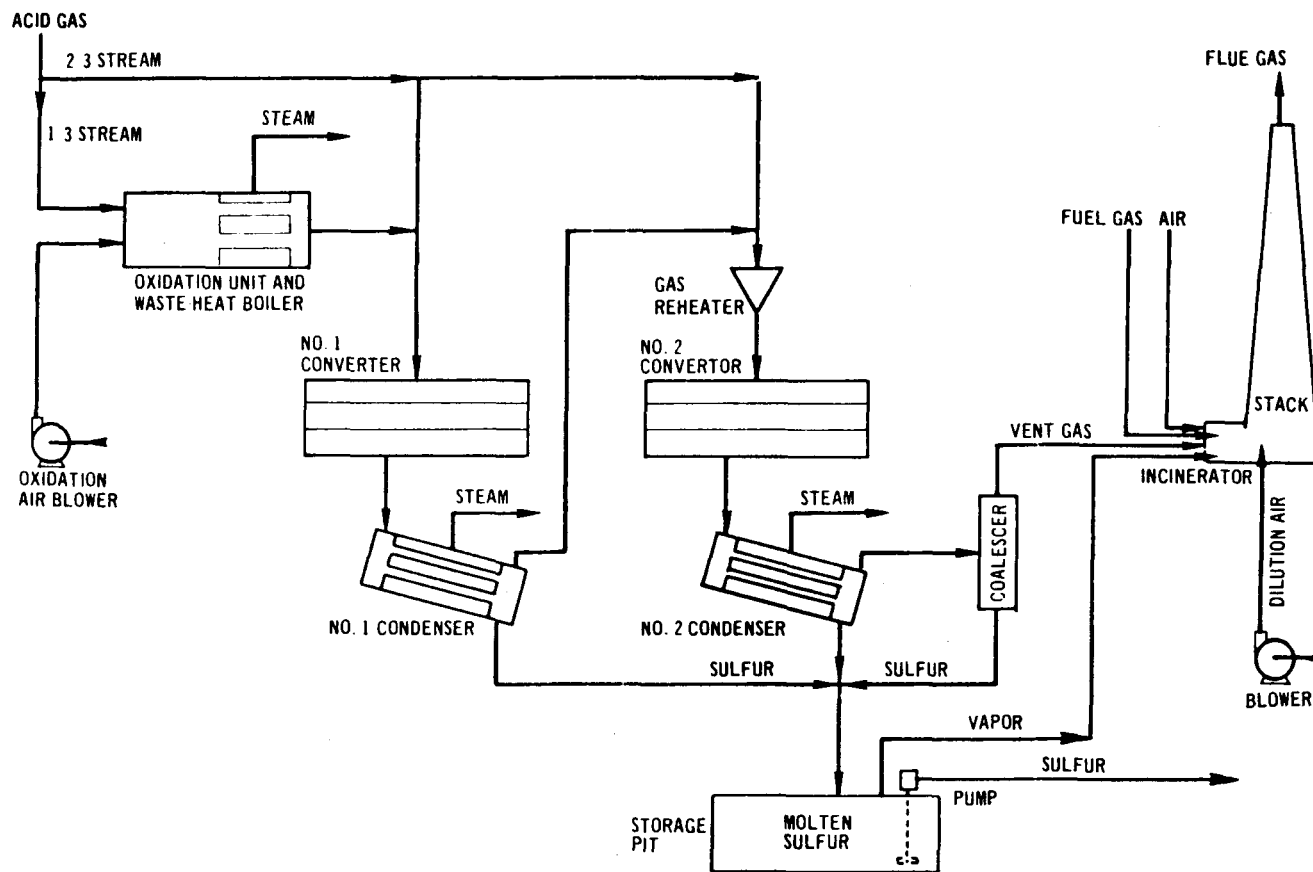 ACID GAS
2 3 STREAM
FLUE GAS
1 3 STREAM
STEAM
FUEL GAS AIR
OXIDATION UNIT AND
WASTE HEAT BOILER
GAS
REHEATER
NO. 1
CONVERTER
NO. 2
CONVERTOR
STACK
VENT GAS
OXIDATION
AIR BLOWER
INCINERATOR
STEAM
STEAM
COALESCER
DILUTION AIR
NO. 1 CONDENSER
NO. 2 CONDENSER
SULFUR
SULFUR
BLOWER
VAPOR
SULFUR
PUMP
STORAGE
PIT
MOLTEN
SULFUR